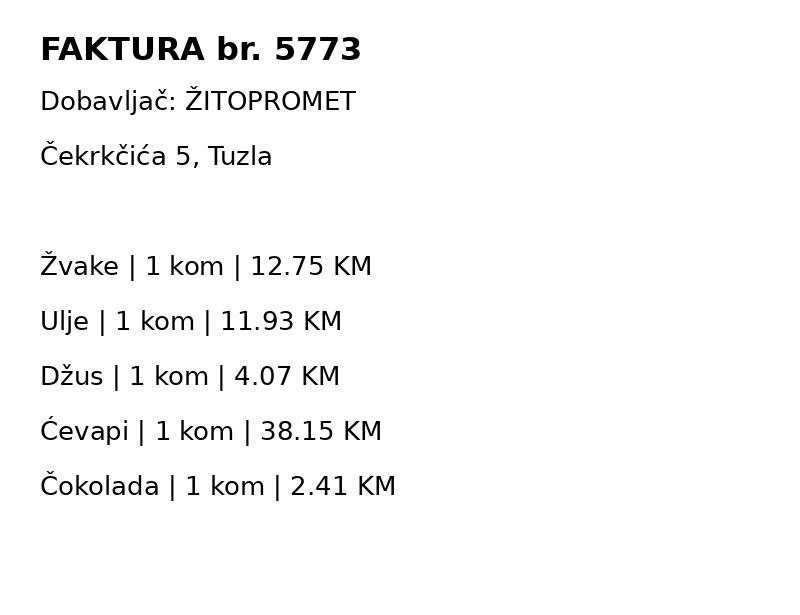 FAKTURA br. 5773
Dobavljač: ŽITOPROMET
Čekrkčića 5, Tuzla
Žvake | 1 kom | 12.75 KM
Ulje | 1 kom | 11.93 KM
Džus | 1 kom | 4.07 KM
Ćevapi | 1 kom | 38.15 KM
Čokolada | 1 kom | 2.41 KM